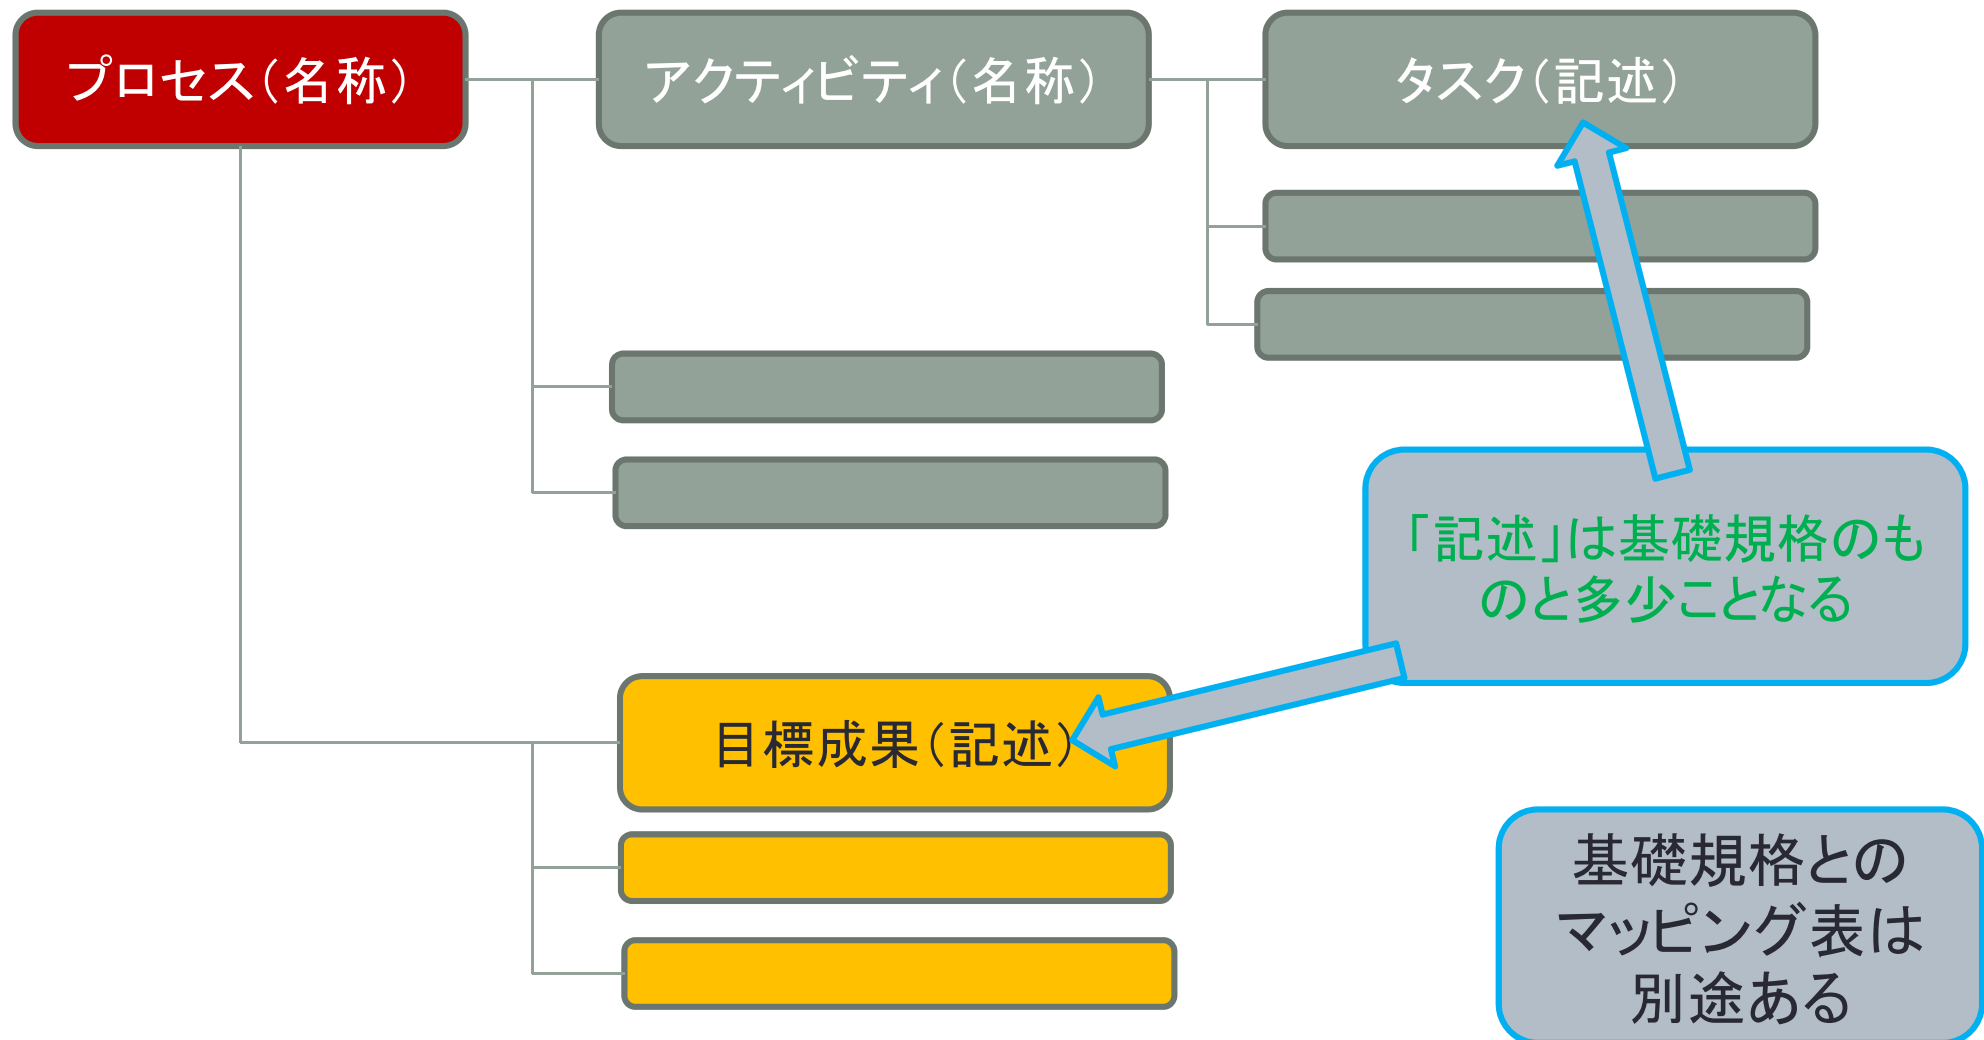 プロセス（名称）
アクティビティ（名称）
タスク（記述）
「記述」は基礎規格のも
のと多少ことなる
目標成果（記述）
基礎規格との
マッピング表は
別途ある